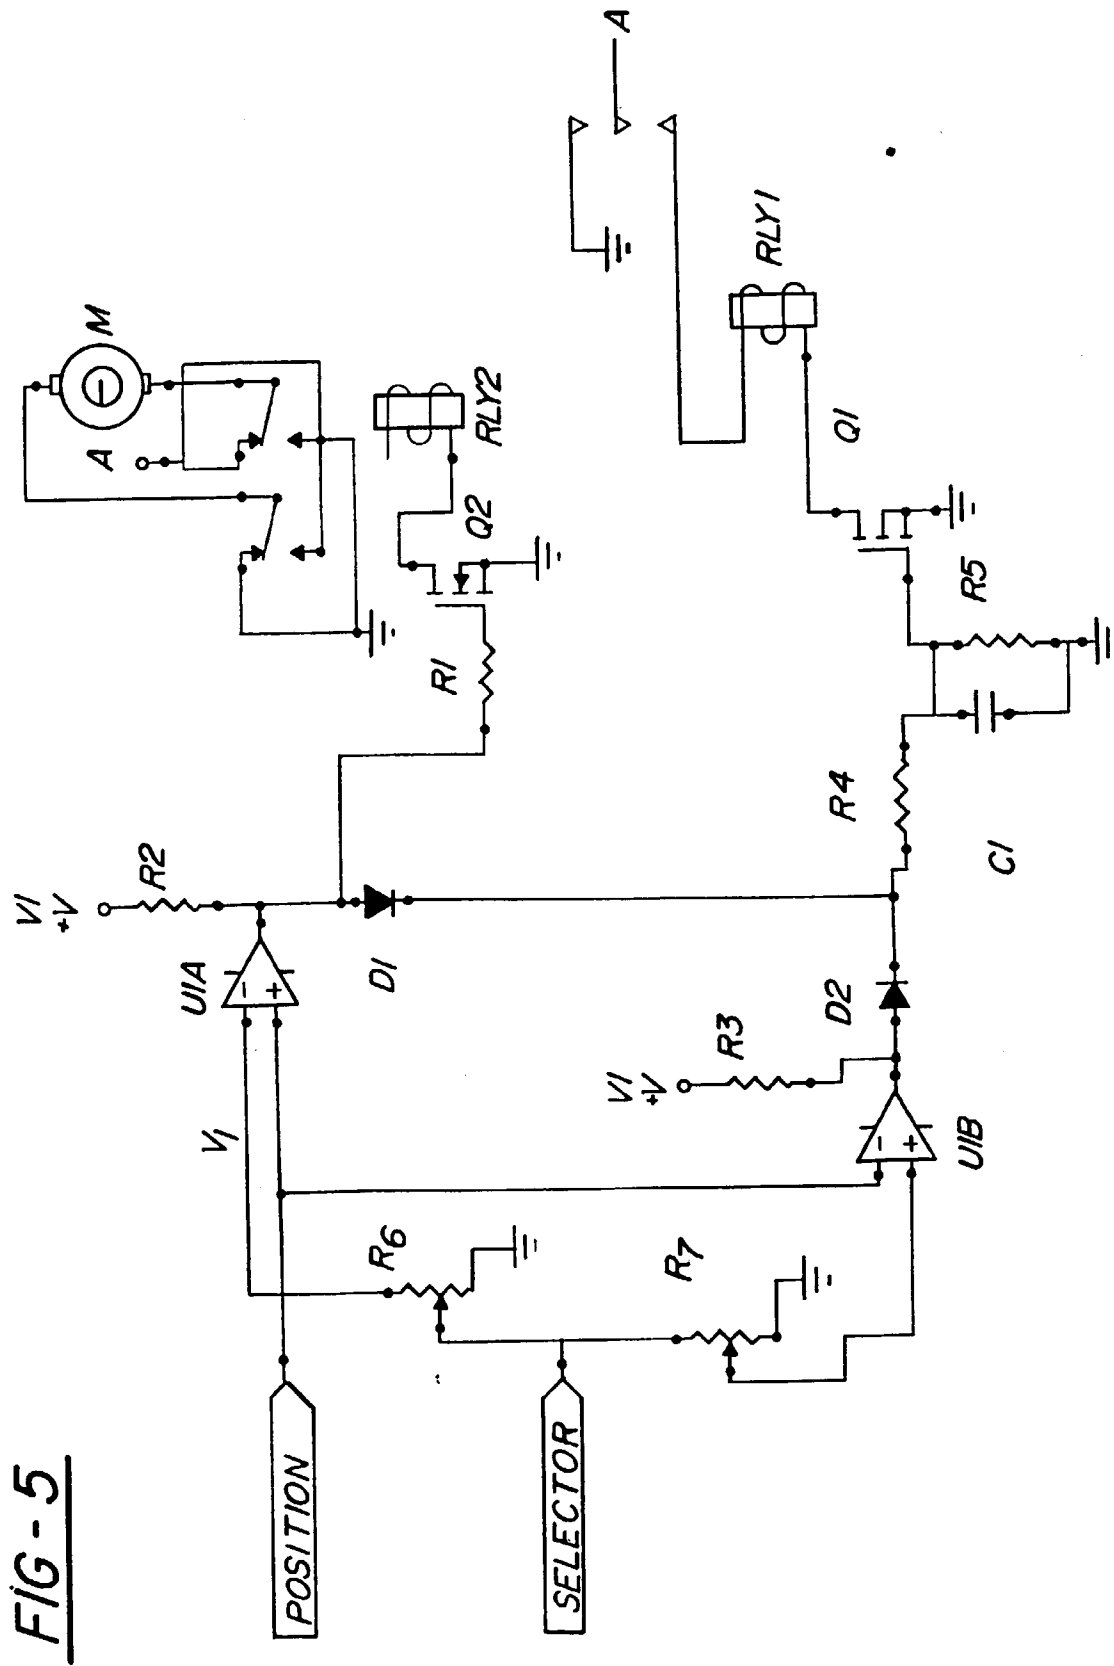 FIG-5
POSITION
SELECTOR
V1
+V
R2
U1A
-
+
V1
D1
R6
R7
V1
+V
R3
U1B
-
+
D2
R4
C1
R5
Q1
RLY1
A
R1
Q2
RLY2
A
M